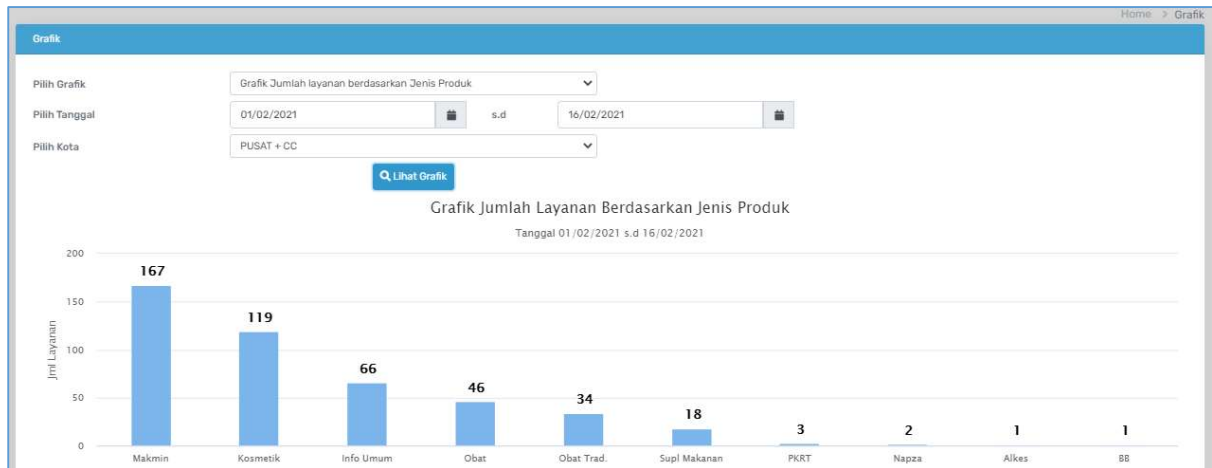 Home > Grafik
Grafik
Pilih Grafik Grafik Jumlah layanan berdasarkan Jenis Produk
Pilih Tanggal 01/02/2021 s.d 16/02/2021
Pilih Kota PUSAT + CC
Lihat Grafik
Grafik Jumlah Layanan Berdasarkan Jenis Produk
Tanggal 01/02/2021 s.d 16/02/2021
Jml Layanan
200
150
100
50
0
167 119 66 46 34 18 3 2 1 1
Makmin Kosmetik Info Umum Obat Obat Trad. Supl Makanan PKRT Napza Alkes BB